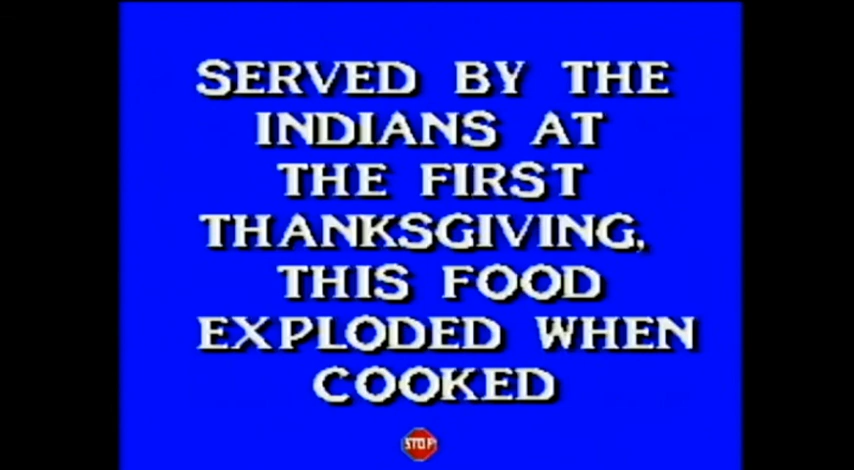 SERVED BY THE
INDIANS AT
THE FIRST
THANKSGIVING,
THIS FOOD
EXPLODED WHEN
COOKED
STOP